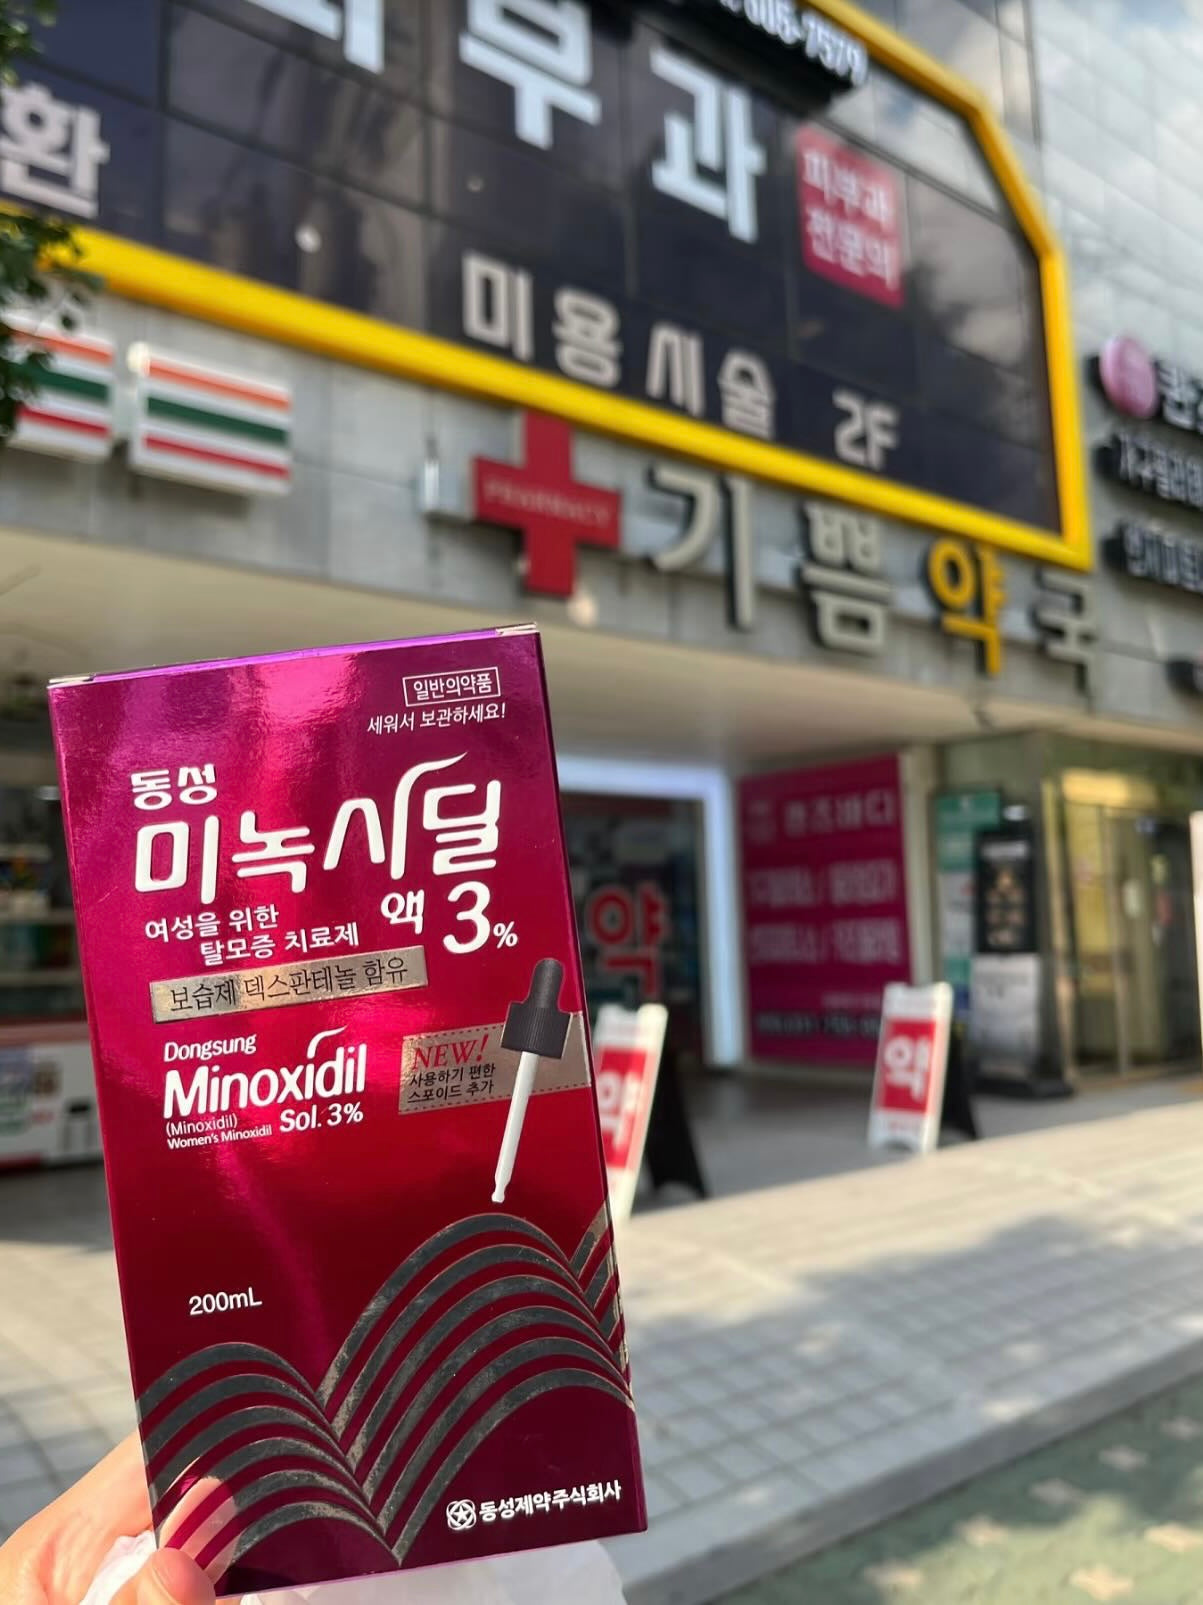 부과
환
피부과
전문의
미용시술 2F
PHARMACY
기쁨약국
일반의약품
세워서 보관하세요!
동성
미녹시딜
액 3%
여성을 위한
탈모증 치료제
보습제 덱스판테놀 함유
Dongsung
Minoxidil
(Minoxidil)
Sol. 3%
Women's Minoxidil
NEW!
사용하기 편한
스포이드 추가
200mL
동성제약주식회사
약
약
약